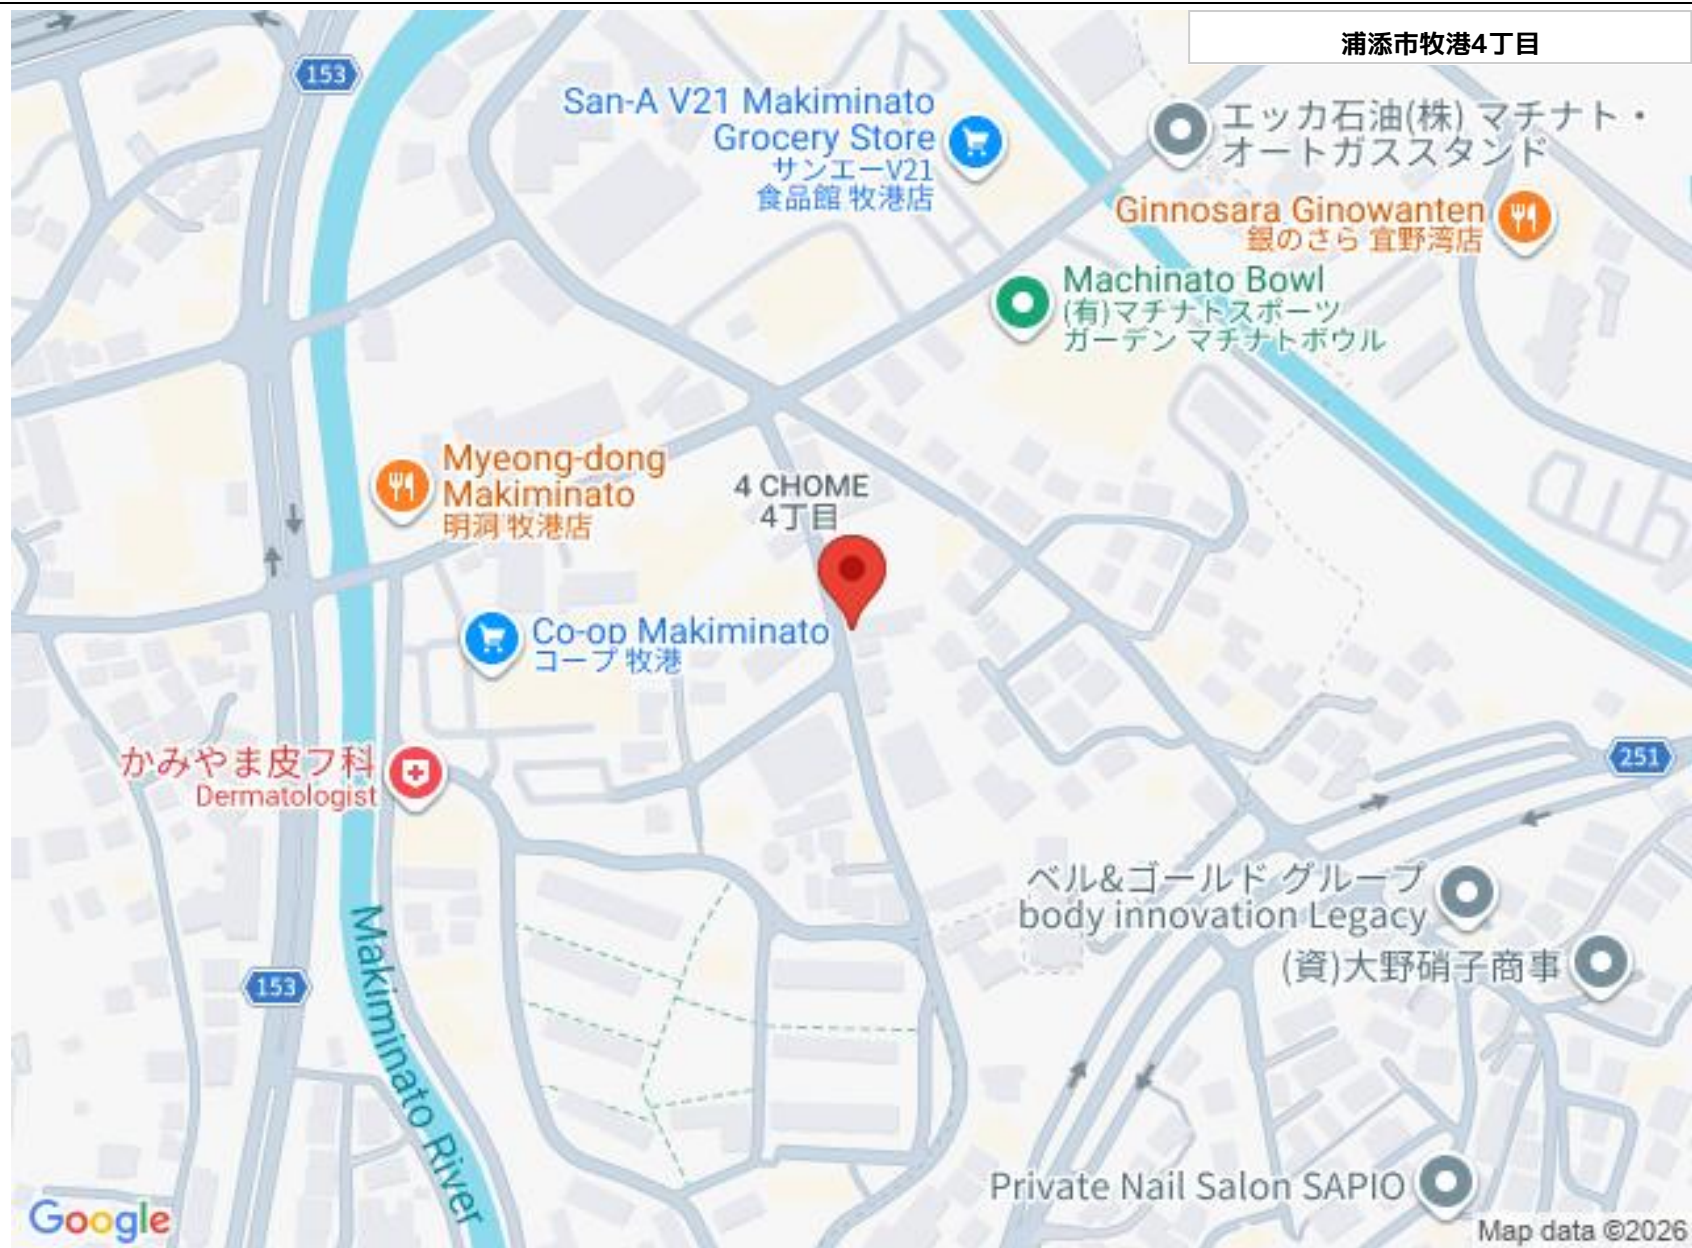 浦添市牧港4丁目
153
San-A V21 Makiminato
Grocery Store
サンエーV21
食品館 牧港店
エッカ石油(株) マチナト・
オートガススタンド
Ginnosara Ginowanten
銀のさら 宜野湾店
Machinato Bowl
(有)マチナトスポーツ
ガーデン マチナトボウル
Myeong-dong
Makiminato
明洞 牧港店
4 CHOME
4丁目
Co-op Makiminato
コープ 牧港
かみやま皮フ科
Dermatologist
251
ベル&ゴールド グループ
body innovation Legacy
(資)大野硝子商事
153
Makiminato River
Private Nail Salon SAPIO
Google
Map data ©2026